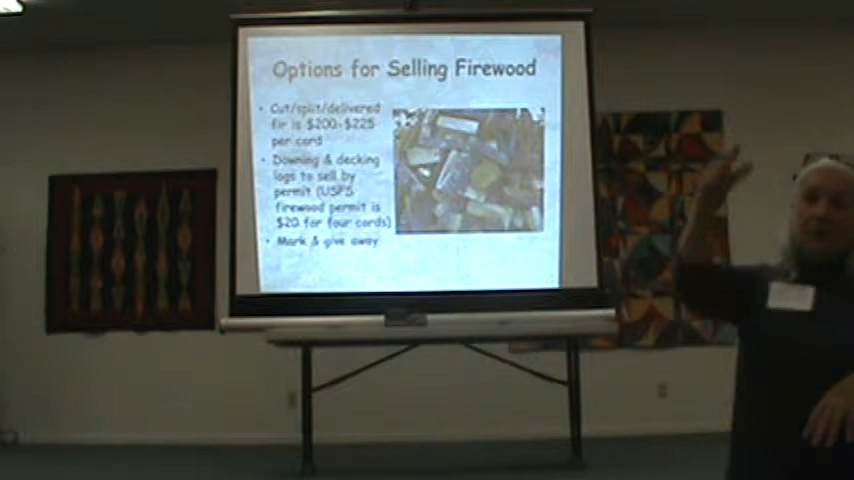 Options for Selling Firewood
• Cut/split/delivered
fir is $200-$225
per cord
• Downing & decking
logs to sell by
permit (USFS
firewood permit is
$20 for four cords)
• Mark & give away